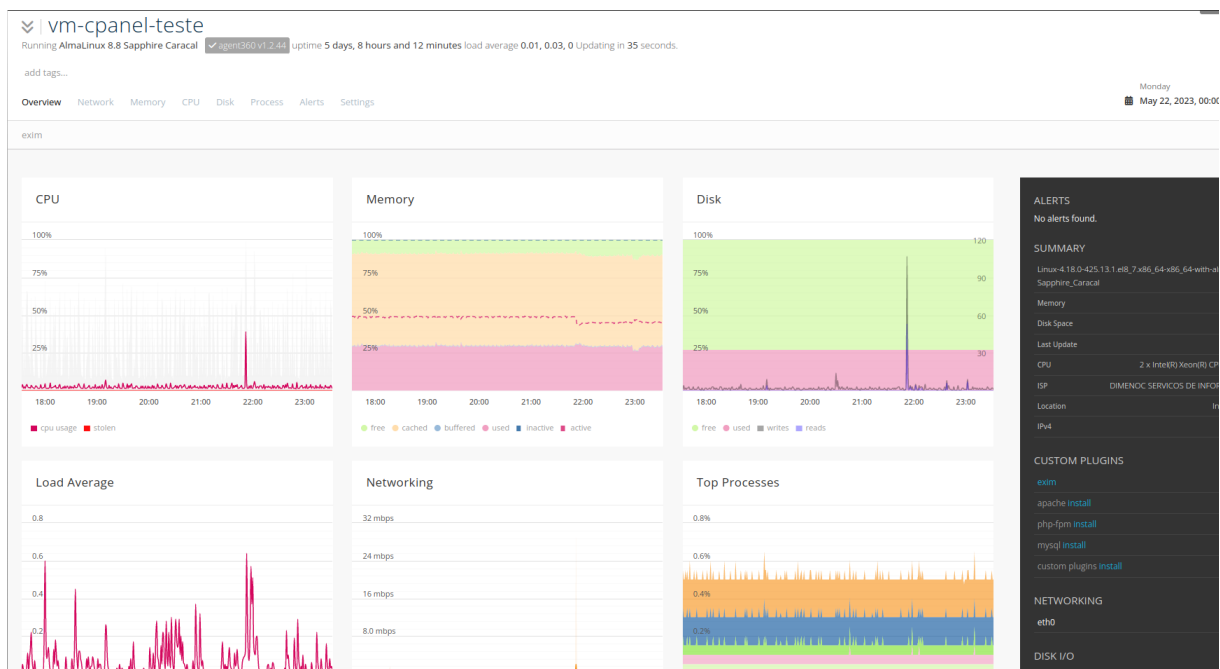 vm-cpanel-teste
Running AlmaLinux 8.8 Sapphire Caracal agent360 v1.2.44 uptime 5 days, 8 hours and 12 minutes load average 0.01, 0.03, 0 Updating in 35 seconds.
add tags...
Monday
Overview Network Memory CPU Disk Process Alerts Settings
May 22, 2023, 00:00
exim
CPU
100%
75%
50%
25%
18:00 19:00 20:00 21:00 22:00 23:00
cpu usage stolen
Memory
100%
75%
50%
25%
18:00 19:00 20:00 21:00 22:00 23:00
free cached buffered used inactive active
Disk
100% 120
75% 90
50% 60
25% 30
18:00 19:00 20:00 21:00 22:00 23:00
free used writes reads
Load Average
0.8
0.6
0.4
0.2
Networking
32 mbps
24 mbps
16 mbps
8.0 mbps
Top Processes
0.8%
0.6%
0.4%
0.2%
ALERTS
No alerts found.
SUMMARY
Linux-4.18.0-425.13.1.el8_7.x86_64-x86_64-with-al
Sapphire_Caracal
Memory
Disk Space
Last Update
CPU 2 x Intel(R) Xeon(R) CP
ISP DIMENOC SERVICOS DE INFOR
Location In
IPv4
CUSTOM PLUGINS
exim
apache install
php-fpm install
mysql install
custom plugins install
NETWORKING
eth0
DISK I/O